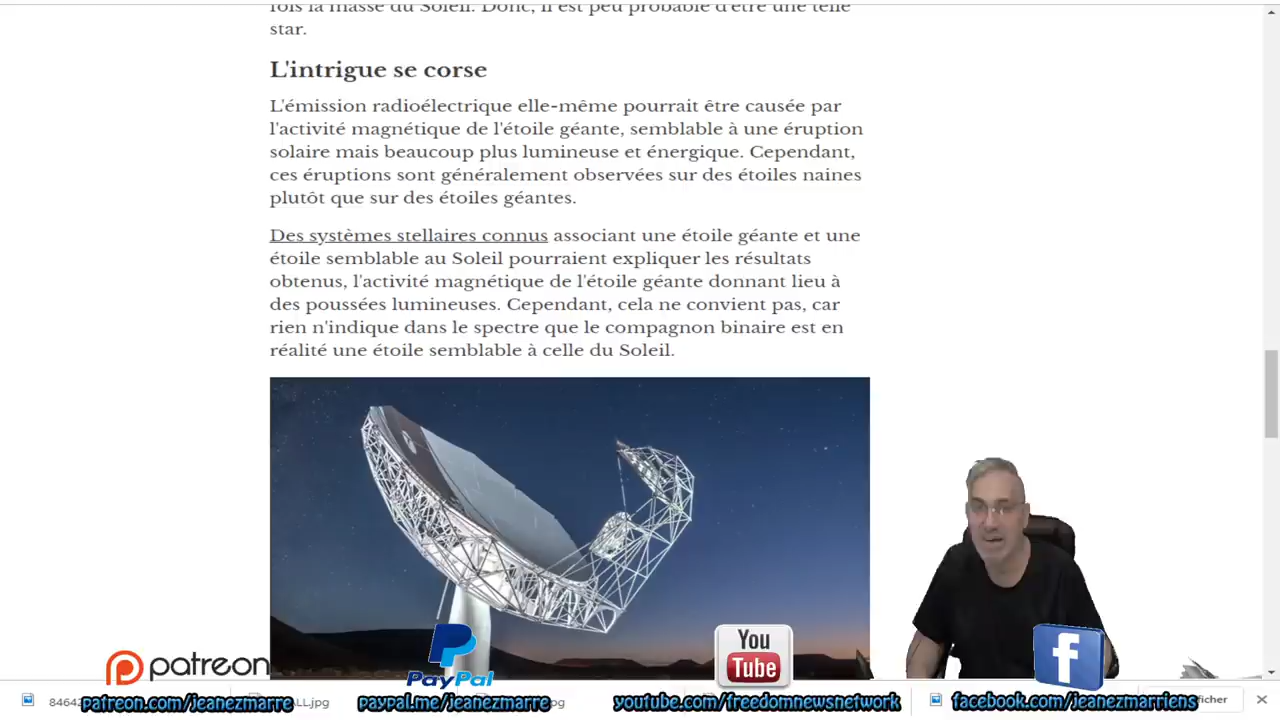 fois la masse du Soleil. Donc, il est peu probable d'être une telle
star.
L'intrigue se corse
L'émission radioélectrique elle-même pourrait être causée par
l'activité magnétique de l'étoile géante, semblable à une éruption
solaire mais beaucoup plus lumineuse et énergique. Cependant,
ces éruptions sont généralement observées sur des étoiles naines
plutôt que sur des étoiles géantes.
Des systèmes stellaires connus associant une étoile géante et une
étoile semblable au Soleil pourraient expliquer les résultats
obtenus, l'activité magnétique de l'étoile géante donnant lieu à
des poussées lumineuses. Cependant, cela ne convient pas, car
rien n'indique dans le spectre que le compagnon binaire est en
réalité une étoile semblable à celle du Soleil.
patreon
PayPal
You
Tube
f
patreon.com/jeanezmarre
paypal.me/jeanezmarre
youtube.com/freedomnewsnetwork
facebook.com/jeanezmarriens